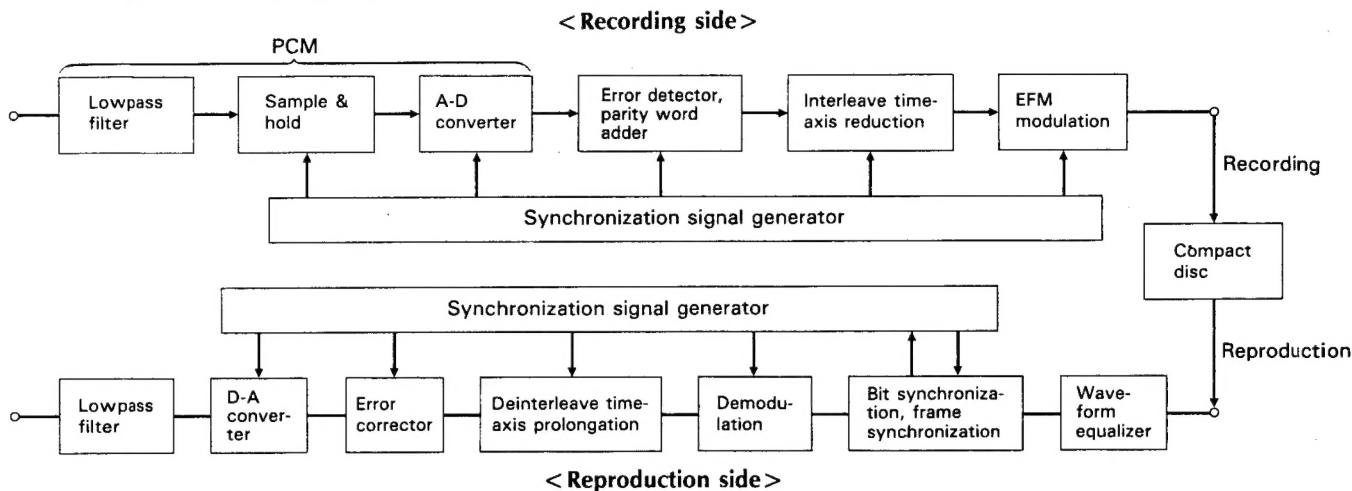 <Recording side>
PCM
Lowpass
filter
Sample &
hold
A-D
converter
Error detector,
parity word
adder
Interleave time-
axis reduction
EFM
modulation
Recording
Synchronization signal generator
Compact
disc
Synchronization signal generator
Reproduction
Lowpass
filter
D-A
conver-
ter
Error
corrector
Deinterleave time-
axis prolongation
Demodu-
lation
Bit synchroniza-
tion, frame
synchronization
Wave-
form
equalizer
<Reproduction side>